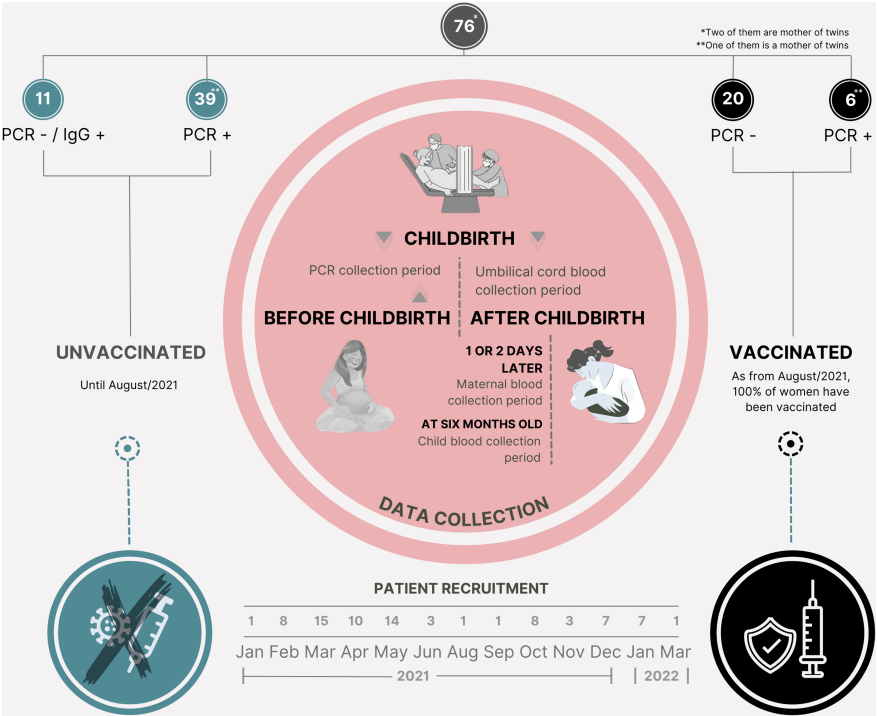 76*
*Two of them are mother of twins
**One of them is a mother of twins
11
39**
20
6**
PCR - / IgG +
PCR +
PCR -
PCR +
CHILDBIRTH
PCR collection period
Umbilical cord blood
collection period
BEFORE CHILDBIRTH
AFTER CHILDBIRTH
UNVACCINATED
Until August/2021
1 OR 2 DAYS
LATER
Maternal blood
collection period
AT SIX MONTHS OLD
Child blood collection
period
VACCINATED
As from August/2021,
100% of women have
been vaccinated
DATA COLLECTION
PATIENT RECRUITMENT
1 8 15 10 14 3 1 1 8 3 7 7 1
Jan Feb Mar Apr May Jun Aug Sep Oct Nov Dec Jan Mar
2021 2022